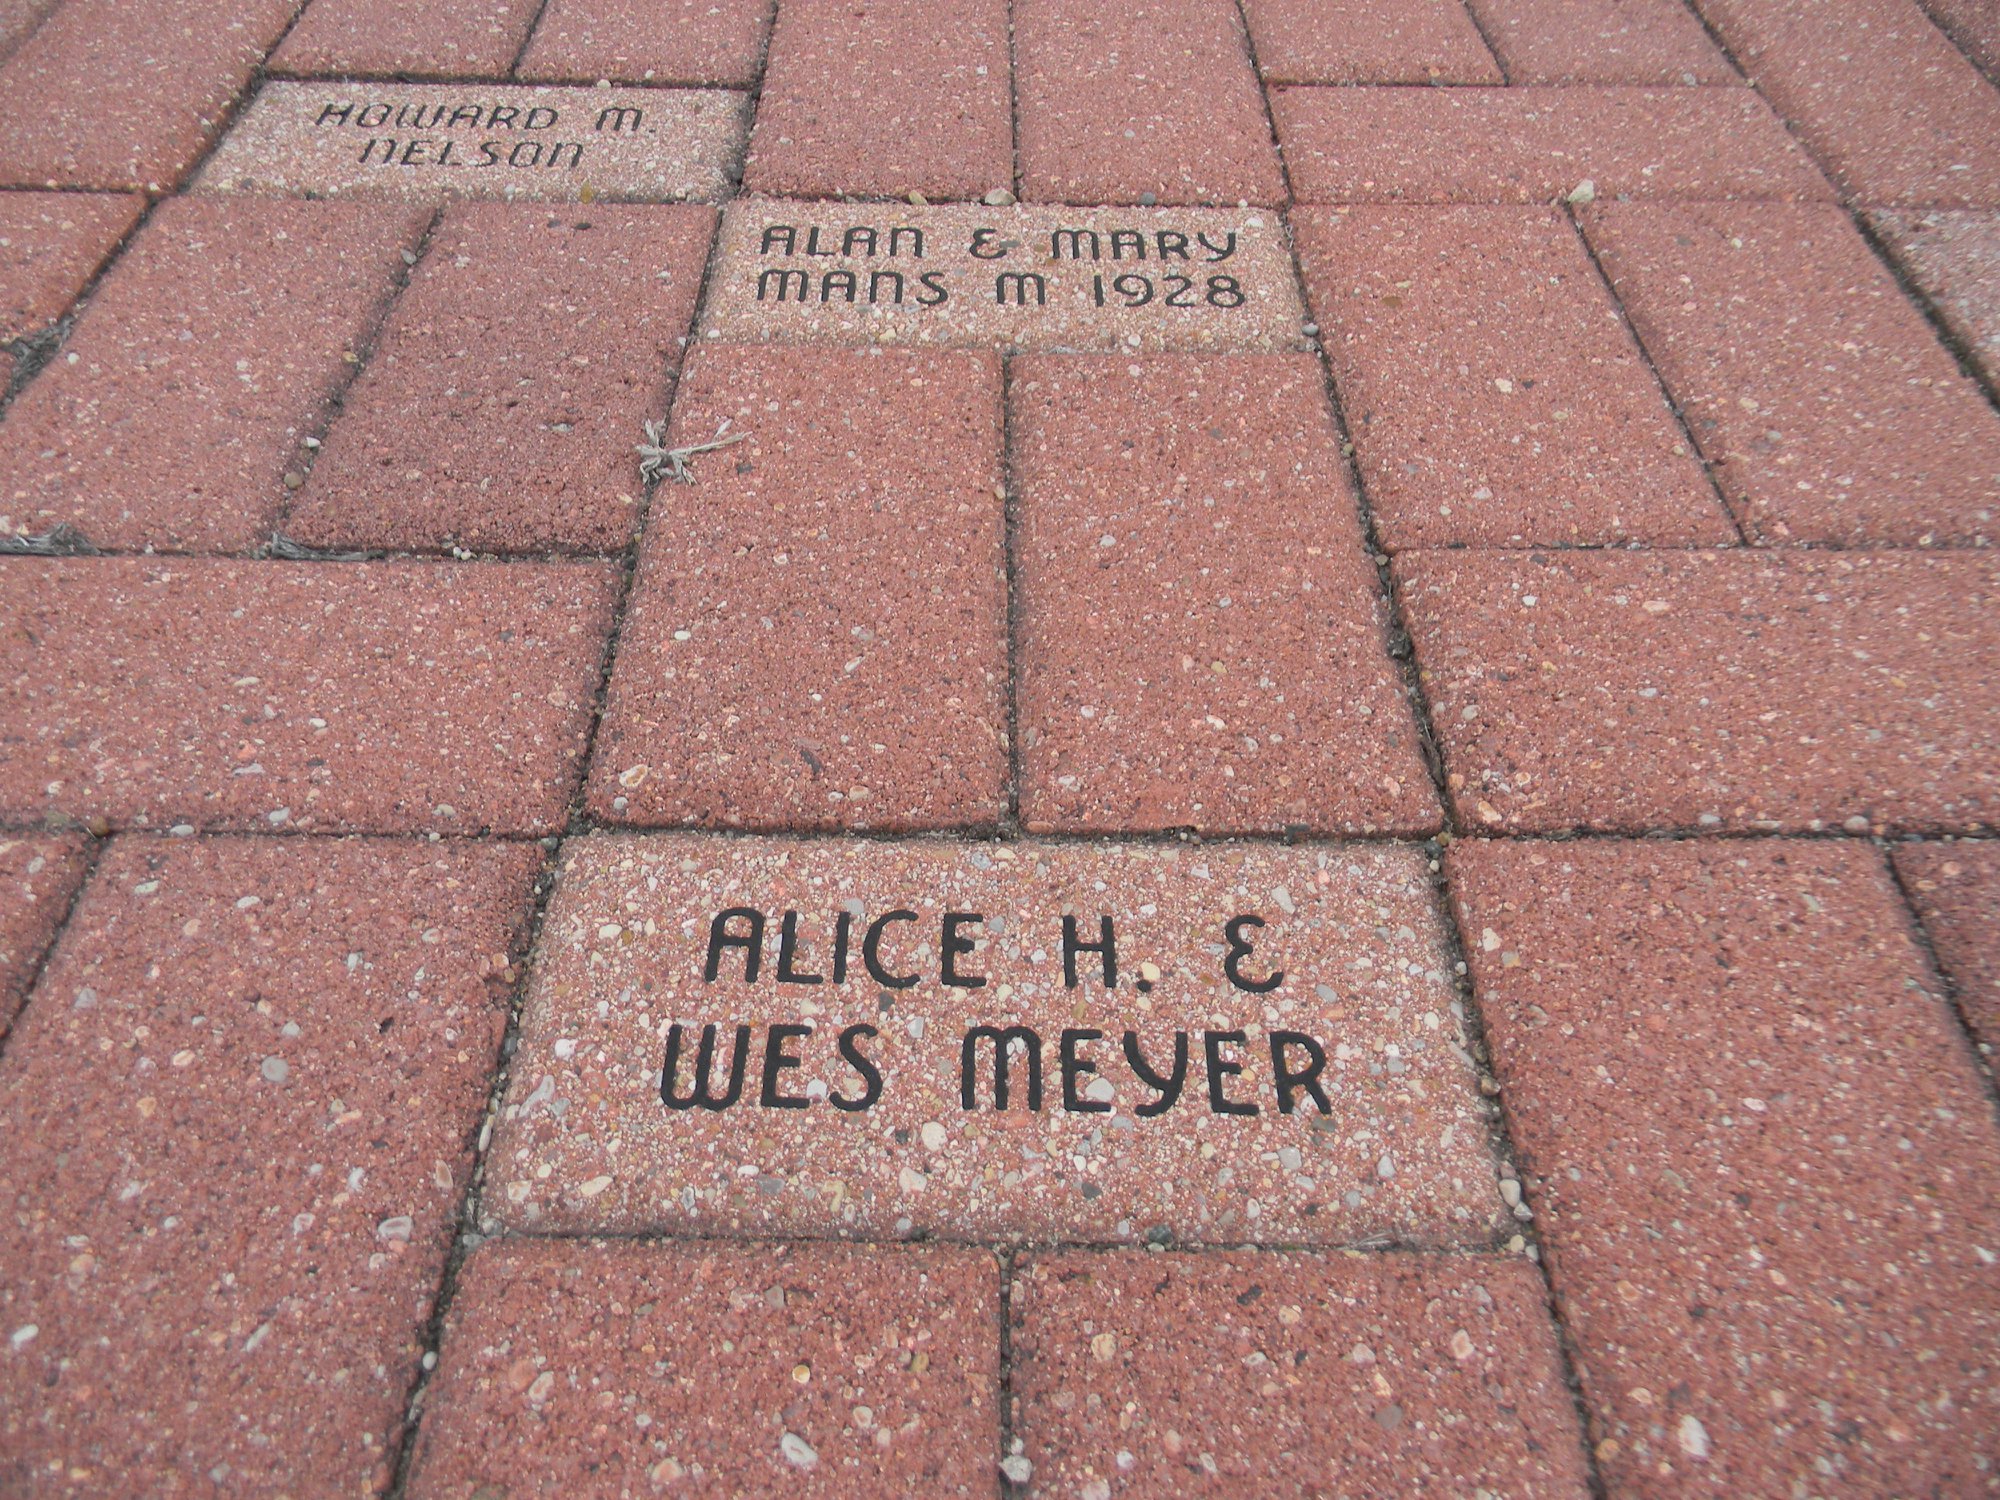 HOWARD M.
NELSON
ALAN & MARY
MANS M 1928
ALICE H. &
WES MEYER